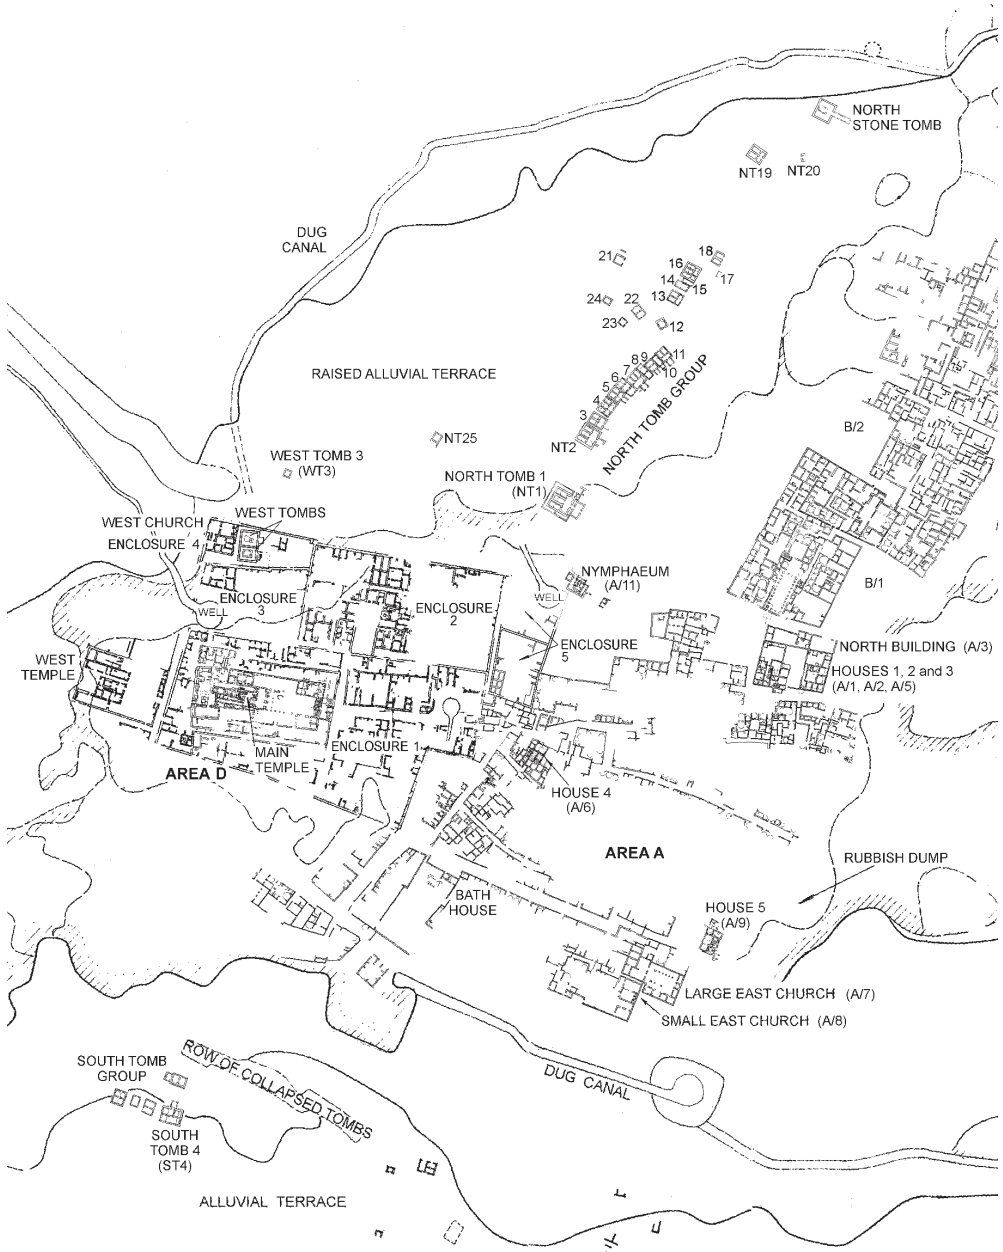 NORTH
STONE TOMB
NT19
NT20
DUG
CANAL
21
18
16
17
14
15
13
24
22
23
12
11
8
9
10
7
6
5
4
3
NT2
NORTH TOMB GROUP
RAISED ALLUVIAL TERRACE
NT25
WEST TOMB 3
(WT3)
NORTH TOMB 1
(NT1)
B/2
B/1
WEST TOMBS
WEST CHURCH
ENCLOSURE 4
ENCLOSURE
3
WELL
ENCLOSURE
2
WELL
NYMPHAEUM
(A/11)
ENCLOSURE
5
NORTH BUILDING (A/3)
HOUSES 1, 2 and 3
(A/1, A/2, A/5)
WEST
TEMPLE
MAIN
TEMPLE
ENCLOSURE 1
AREA D
HOUSE 4
(A/6)
AREA A
RUBBISH DUMP
BATH
HOUSE
HOUSE 5
(A/9)
LARGE EAST CHURCH (A/7)
SMALL EAST CHURCH (A/8)
DUG CANAL
SOUTH TOMB
GROUP
ROW OF COLLAPSED TOMBS
SOUTH
TOMB 4
(ST4)
ALLUVIAL TERRACE